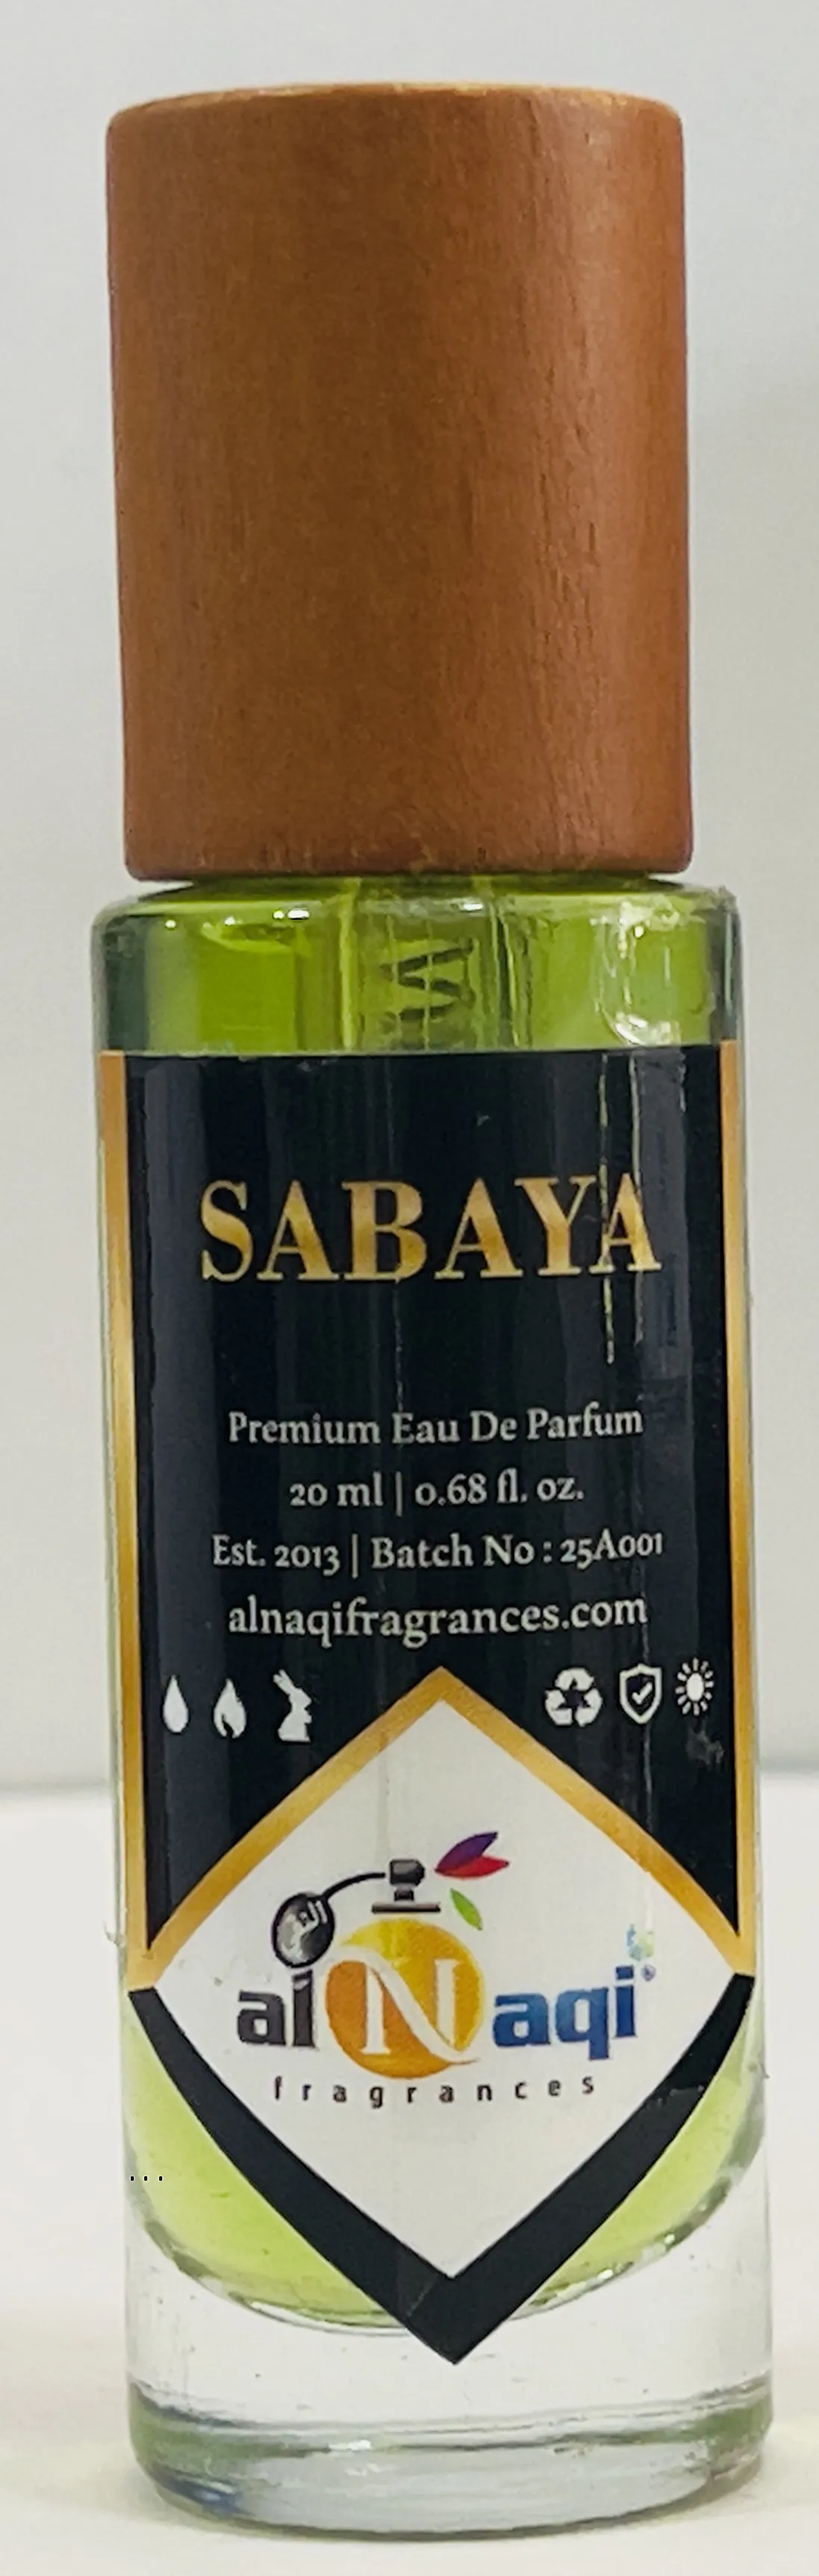 SABAYA
Premium Eau De Parfum
20 ml | 0.68 fl. oz.
Est. 2013 | Batch No : 25A001
alnaqifragrances.com
alNaqi®
fragrances
...